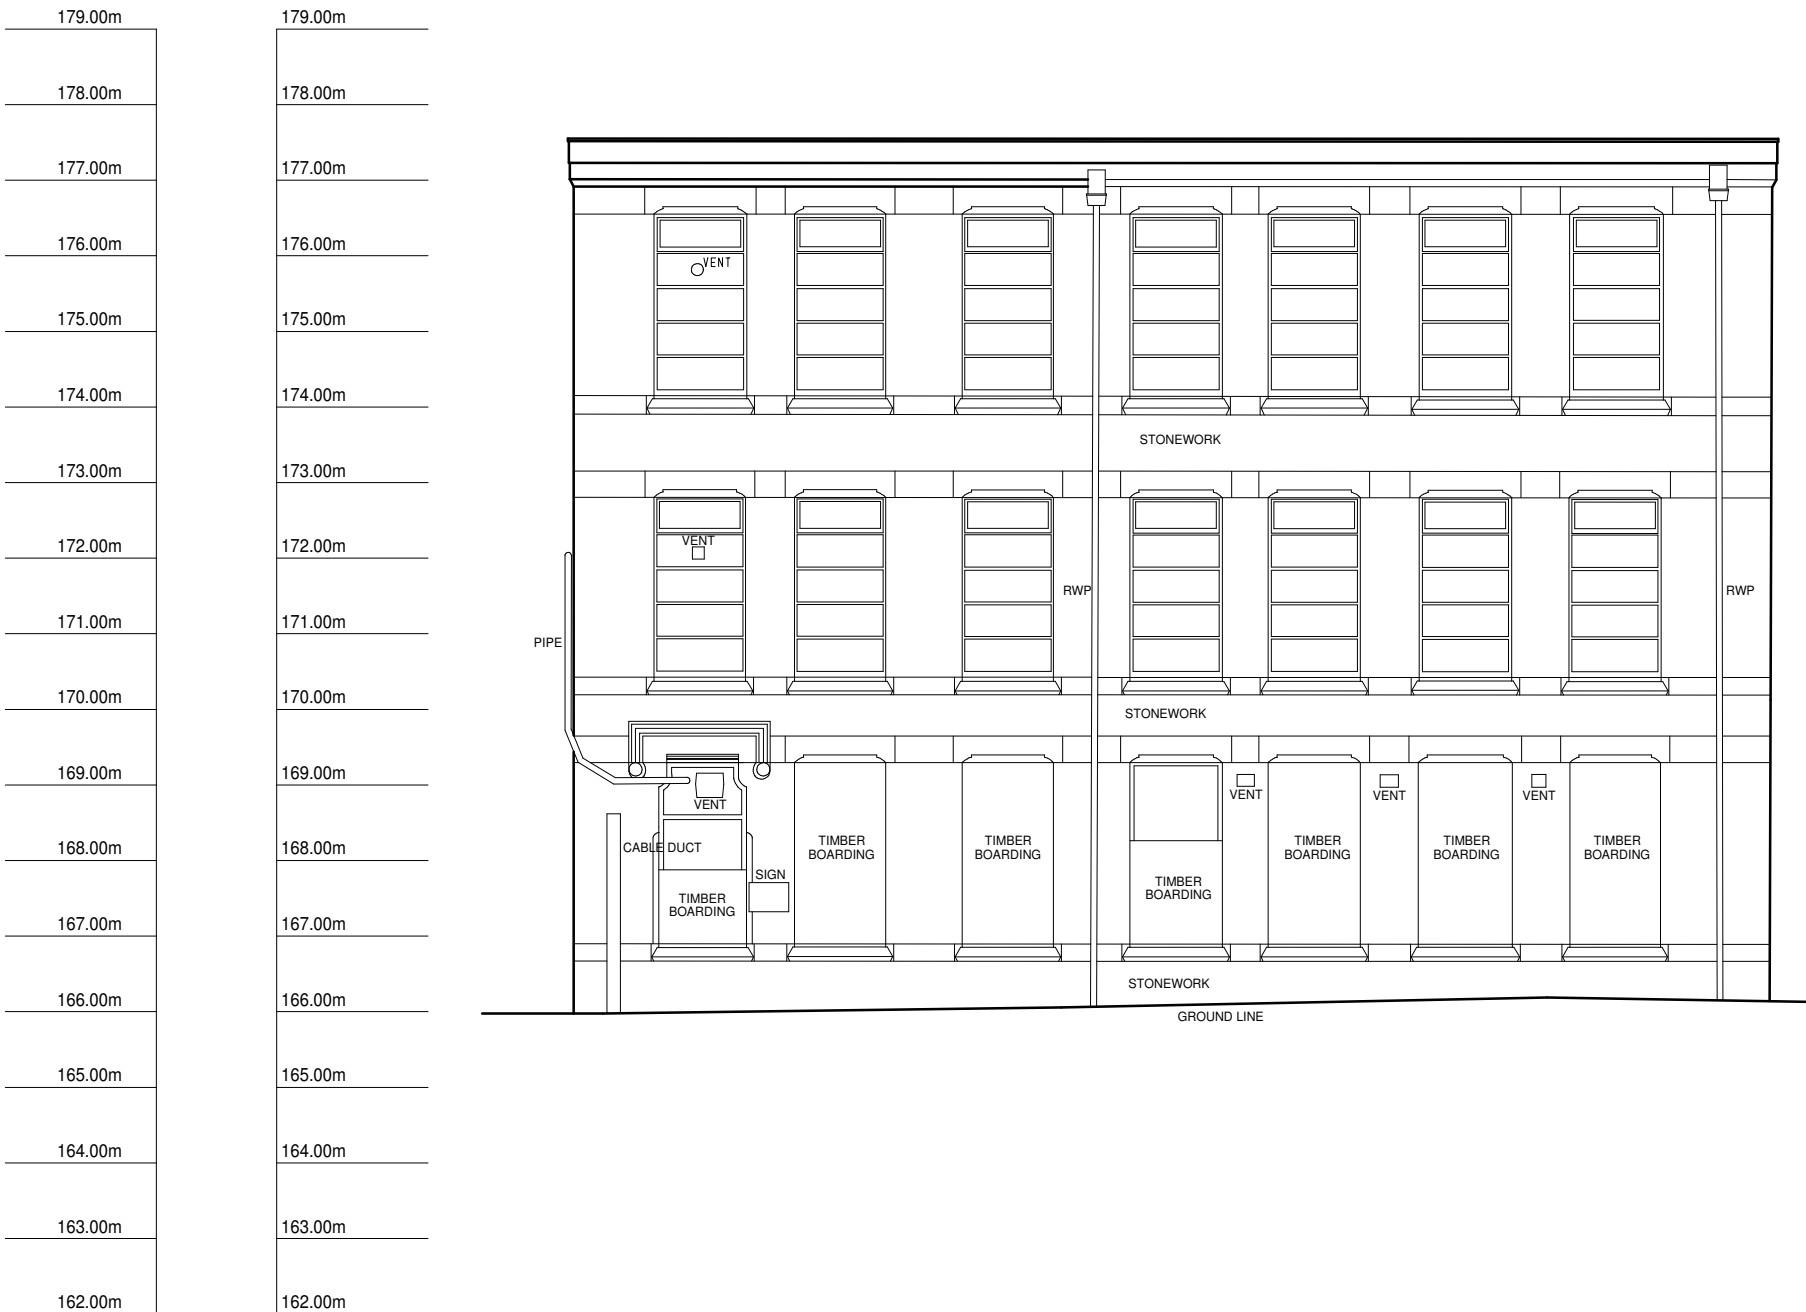 179.00m 179.00m
178.00m 178.00m
177.00m 177.00m
176.00m 176.00m
VENT
175.00m 175.00m
174.00m 174.00m
STONEWORK
173.00m 173.00m
VENT
172.00m 172.00m
RWP RWP
171.00m 171.00m
PIPE
170.00m 170.00m
STONEWORK
169.00m 169.00m
VENT VENT VENT VENT
168.00m 168.00m
CABLE DUCT
TIMBER
BOARDING
TIMBER
BOARDING
TIMBER
BOARDING
TIMBER
BOARDING
TIMBER
BOARDING
SIGN
TIMBER
BOARDING
TIMBER
BOARDING
167.00m 167.00m
STONEWORK
166.00m 166.00m
GROUND LINE
165.00m 165.00m
164.00m 164.00m
163.00m 163.00m
162.00m 162.00m